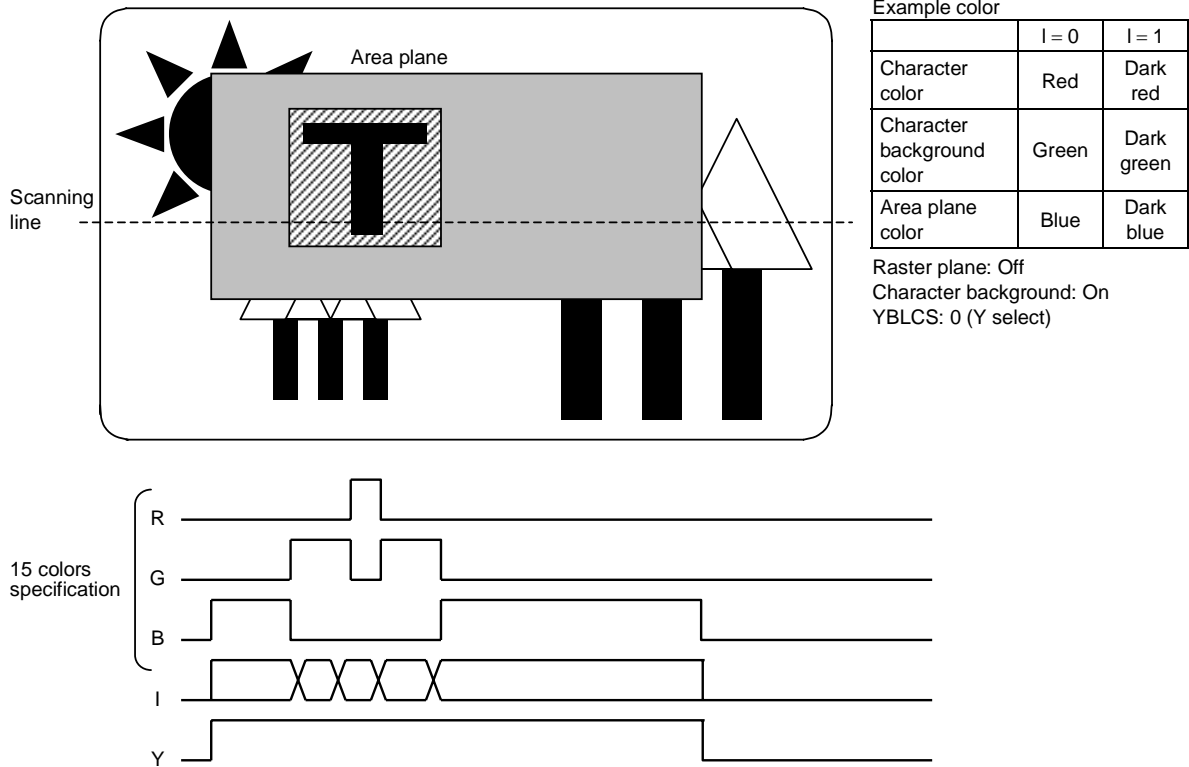 Example color
I = 0 I = 1
Character color Red Dark red
Character background color Green Dark green
Area plane color Blue Dark blue
Raster plane: Off
Character background: On
YBLCS: 0 (Y select)
Area plane
T
Scanning
line
15 colors
specification
R
G
B
I
Y